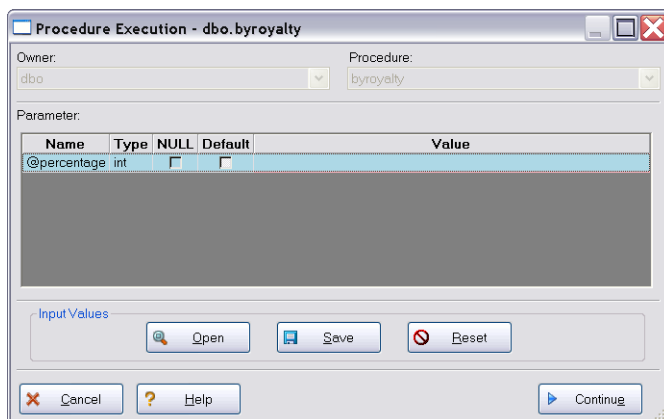 Procedure Execution - dbo.byroyalty
Owner: Procedure:
dbo byroyalty
Parameter:
Name Type NULL Default Value
@percentage int
Input Values
Open Save Reset
Cancel Help Continue